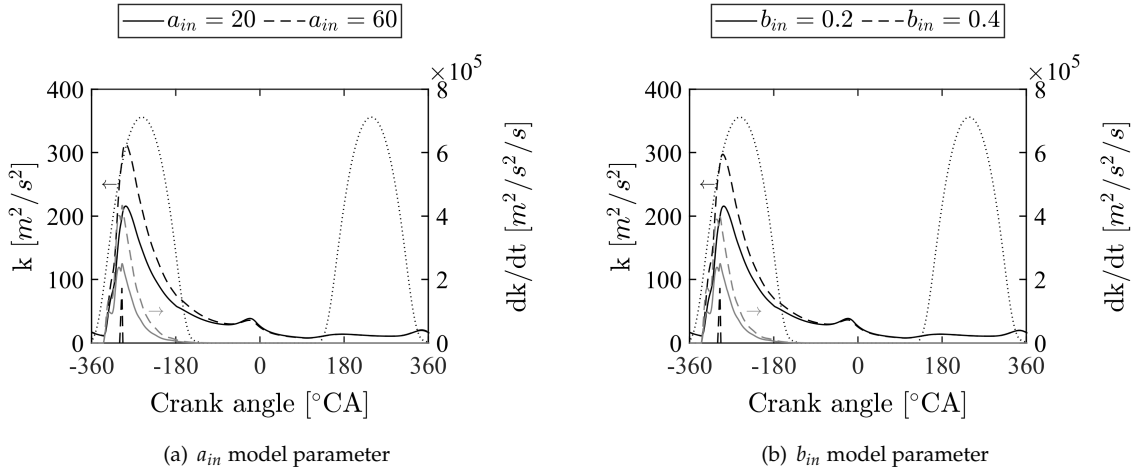 a_in = 20 a_in = 60
×10^5
k [m^2/s^2]
400
300
200
100
0
8
6
4
2
0
dk/dt [m^2/s^2/s]
-360 -180 0 180 360
Crank angle [°CA]
(a) a_in model parameter
b_in = 0.2 b_in = 0.4
×10^5
k [m^2/s^2]
400
300
200
100
0
8
6
4
2
0
dk/dt [m^2/s^2/s]
-360 -180 0 180 360
Crank angle [°CA]
(b) b_in model parameter